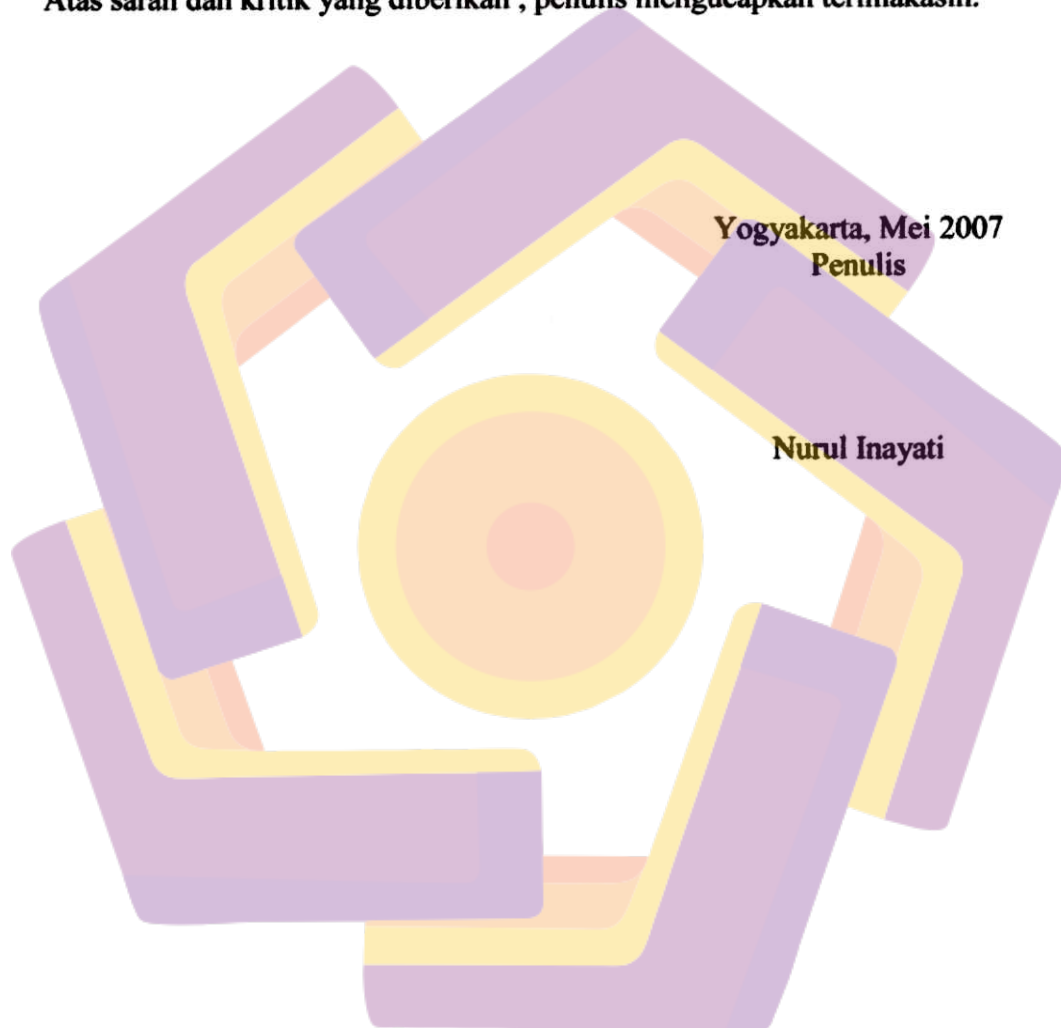 Atas saran dan kritik yang diberikan , penulis mengucapkan terimakasih.
Yogyakarta, Mei 2007
Penulis
Nurul Inayati